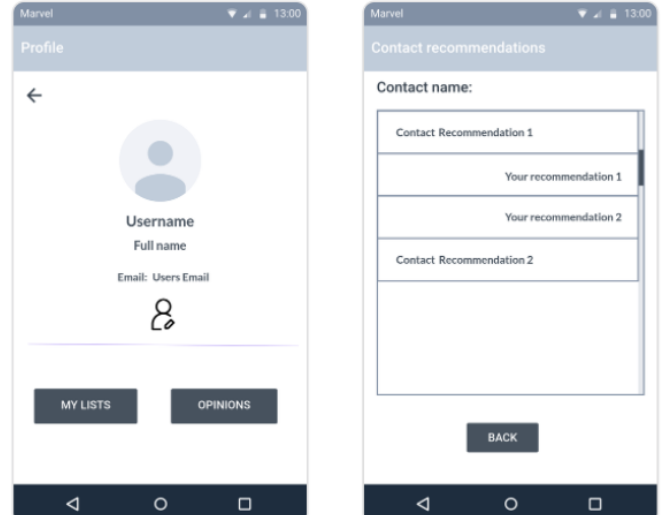 Marvel 13:00
Profile
Username
Full name
Email: Users Email
MY LISTS OPINIONS
Marvel 13:00
Contact recommendations
Contact name:
Contact Recommendation 1
Your recommendation 1
Your recommendation 2
Contact Recommendation 2
BACK